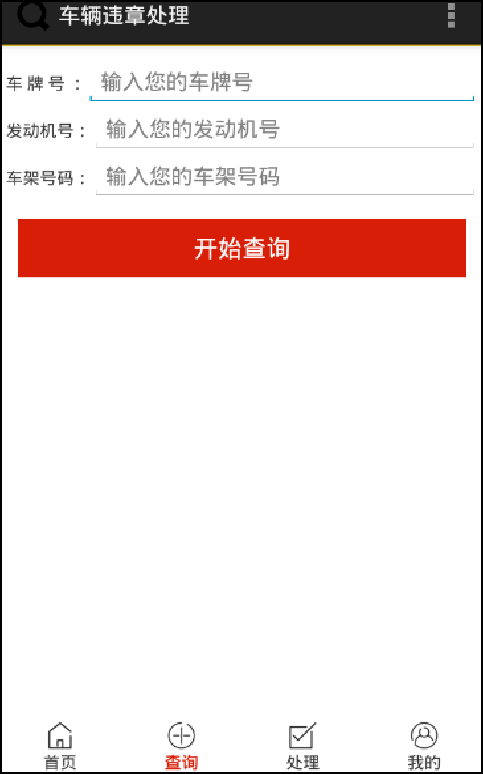 车辆违章处理
车 牌 号 ： 输入您的车牌号
发动机号： 输入您的发动机号
车架号码： 输入您的车架号码
开始查询
首页 查询 处理 我的